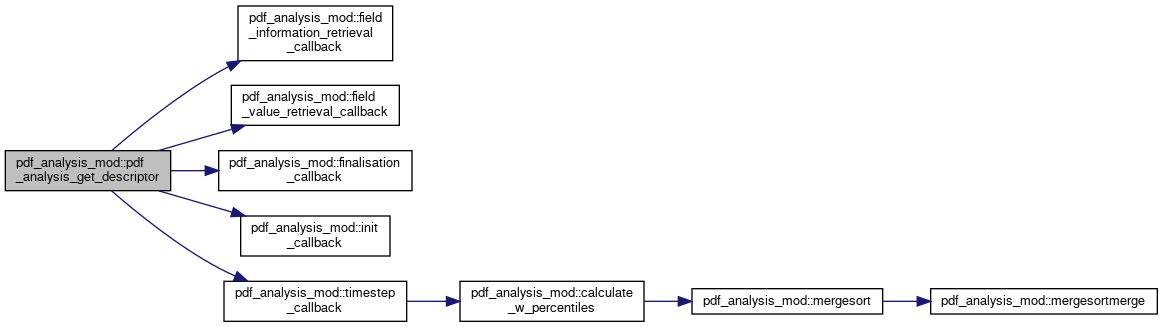 pdf_analysis_mod::field
_information_retrieval
_callback
pdf_analysis_mod::field
_value_retrieval_callback
pdf_analysis_mod::pdf
_analysis_get_descriptor
pdf_analysis_mod::finalisation
_callback
pdf_analysis_mod::init
_callback
pdf_analysis_mod::timestep
_callback
pdf_analysis_mod::calculate
_w_percentiles
pdf_analysis_mod::mergesort
pdf_analysis_mod::mergesortmerge